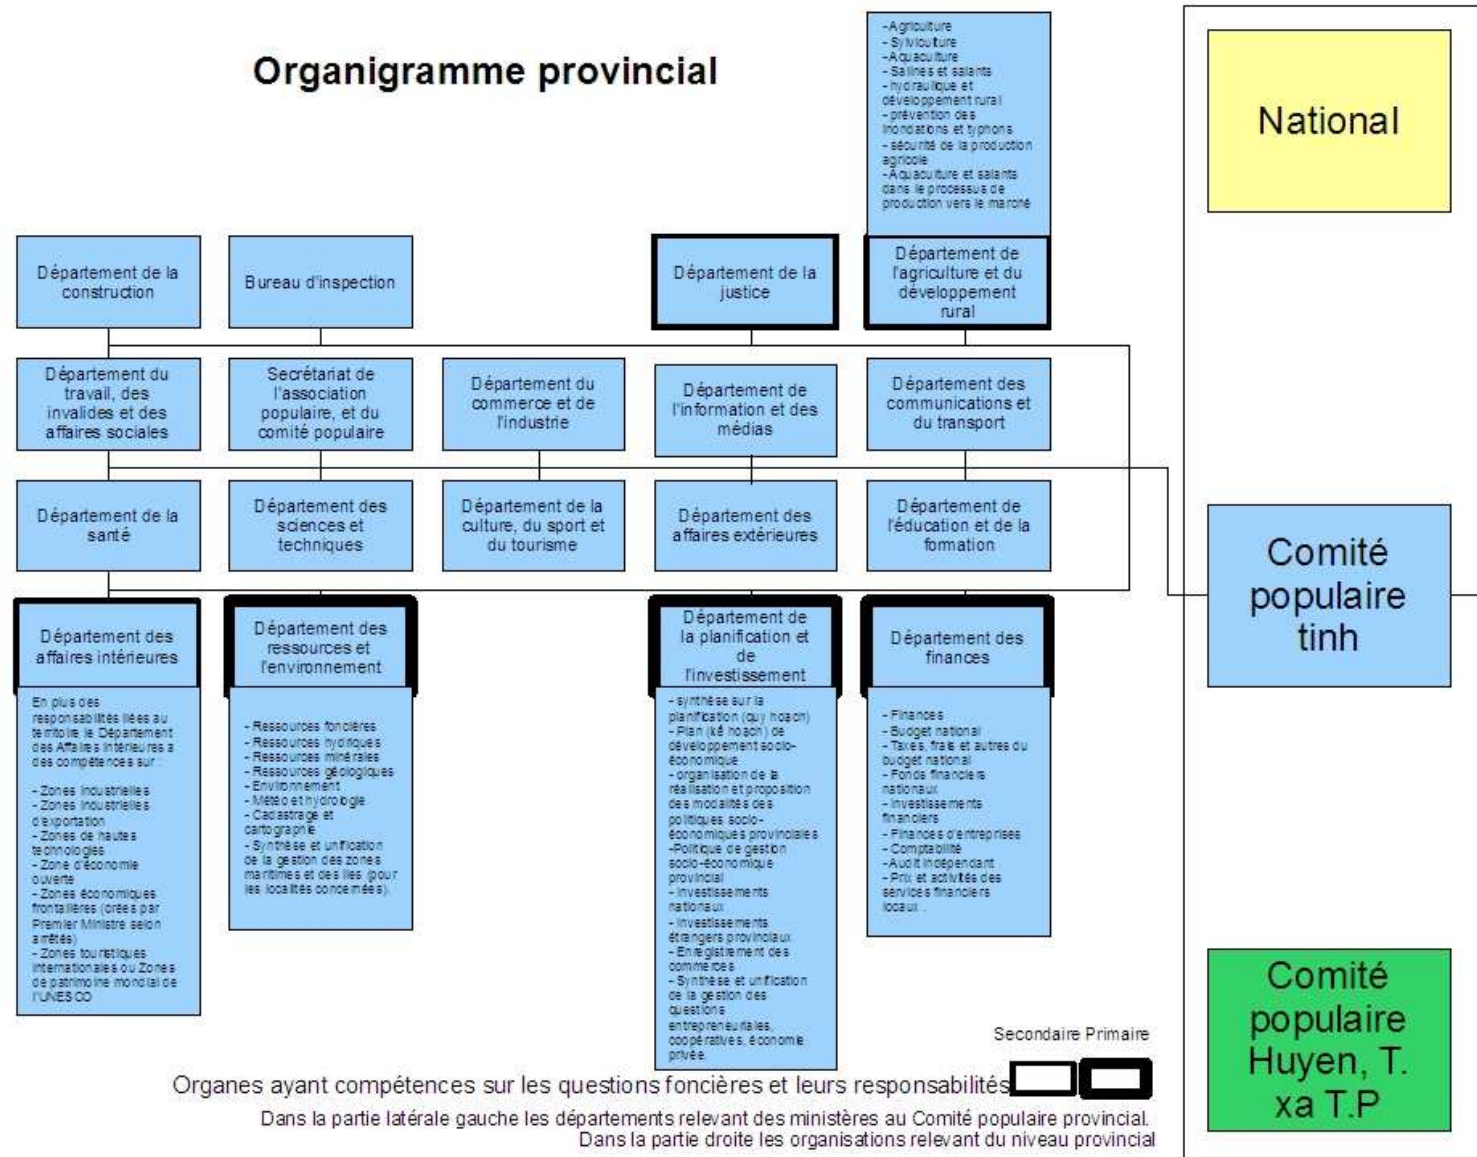 Organigramme provincial
- Agriculture
- Sylviculture
- Aquaculture
- Salines et salants
- hydraulique et
développement rural
- prévention des
inondations et typhons
- sécurité de la production
agricole
- Aquaculture et salants
dans le processus de
production vers le marché
National
Département de la
construction
Bureau d'inspection
Département de la
justice
Département de
l'agriculture et du
développement
rural
Département du
travail, des
invalides et des
affaires sociales
Secrétariat de
l'association
populaire, et du
comité populaire
Département du
commerce et de
l'industrie
Département de
l'information et des
médias
Département des
communications et
du transport
Département de la
santé
Département des
sciences et
techniques
Département de la
culture, du sport et
du tourisme
Département des
affaires extérieures
Département de
l'éducation et de la
formation
Comité
populaire
tinh
Département des
affaires intérieures
Département des
ressources et
l'environnement
Département de
la planification et
de
l'investissement
Département des
finances
En plus des
responsabilités liées au
territoire le Département
des Affaires Intérieures a
des compétences sur
- Zones Industrielles
- Zones Industrielles
d'exportation
- Zones de hautes
technologies
- Zone d'économie
ouverte
- Zones économiques
frontalières (crées par
Premier Ministre selon
arrêtés)
- Zones touristiques
Internationales ou Zones
de patrimoine mondial de
l'UNESCO
- Ressources foncières
- Ressources hydriques
- Ressources minérales
- Ressources géologiques
- Environnement
- Météo et hydrologie
- Cadastrage et
cartographie
- Synthèse et unification
de la gestion des zones
maritimes et des îles (pour
les localités concernées).
- synthèse sur la
planification (quy hoach)
- Plan (kê hoach) de
développement socio-
économique
- organisation de la
réalisation et proposition
des modalités des
politiques socio-
économiques provinciales
-Politique de gestion
socio-économique
provincial
- Investissements
nationaux
- Investissements
étrangers provinciaux
- Enregistrement des
commerces
- Synthèse et unification
de la gestion des
questions
entrepreneuriales,
coopératives, économie
privée.
- Finances
- Budget national
- Taxes, frais et autres du
budget national
- Fonds financiers
nationaux
- Investissements
financiers
- Finances d'entreprises
- Comptabilité
-Audit Indépendant
- Prix et activités des
services financiers
locaux .
Comité
populaire
Huyen, T.
xa T.P
Secondaire Primaire
Organes ayant compétences sur les questions foncières et leurs responsabilités
Dans la partie latérale gauche les départements relevant des ministères au Comité populaire provincial.
Dans la partie droite les organisations relevant du niveau provincial